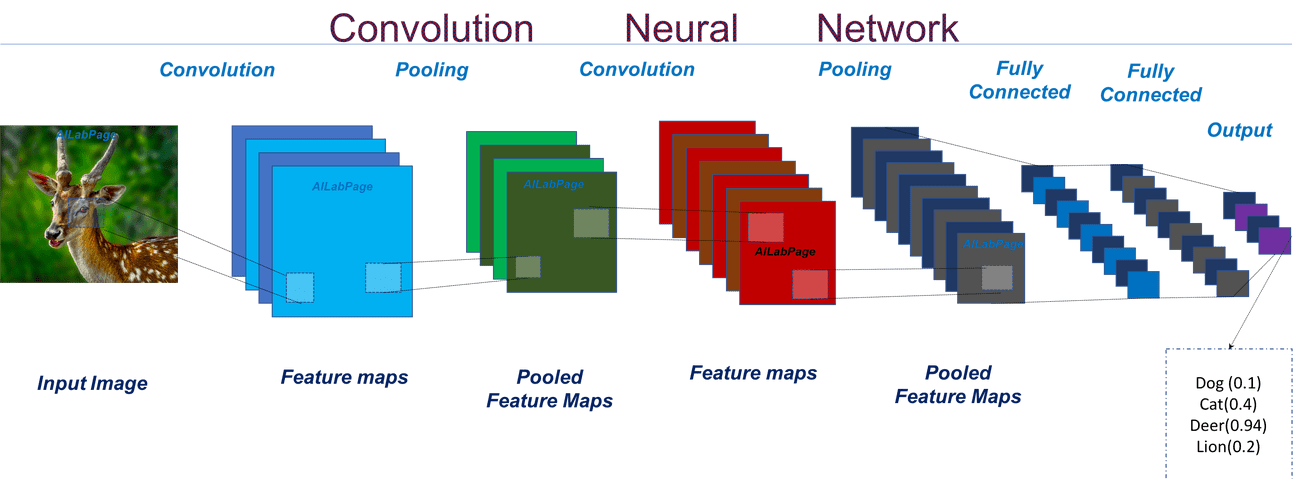 Convolution Neural Network
Convolution
Pooling
Convolution
Pooling
Fully
Connected
Fully
Connected
Output
AILabPage
AILabPage
AILabPage
AILabPage
AILabPage
Input Image
Feature maps
Pooled
Feature Maps
Feature maps
Pooled
Feature Maps
Dog (0.1)
Cat(0.4)
Deer(0.94)
Lion(0.2)